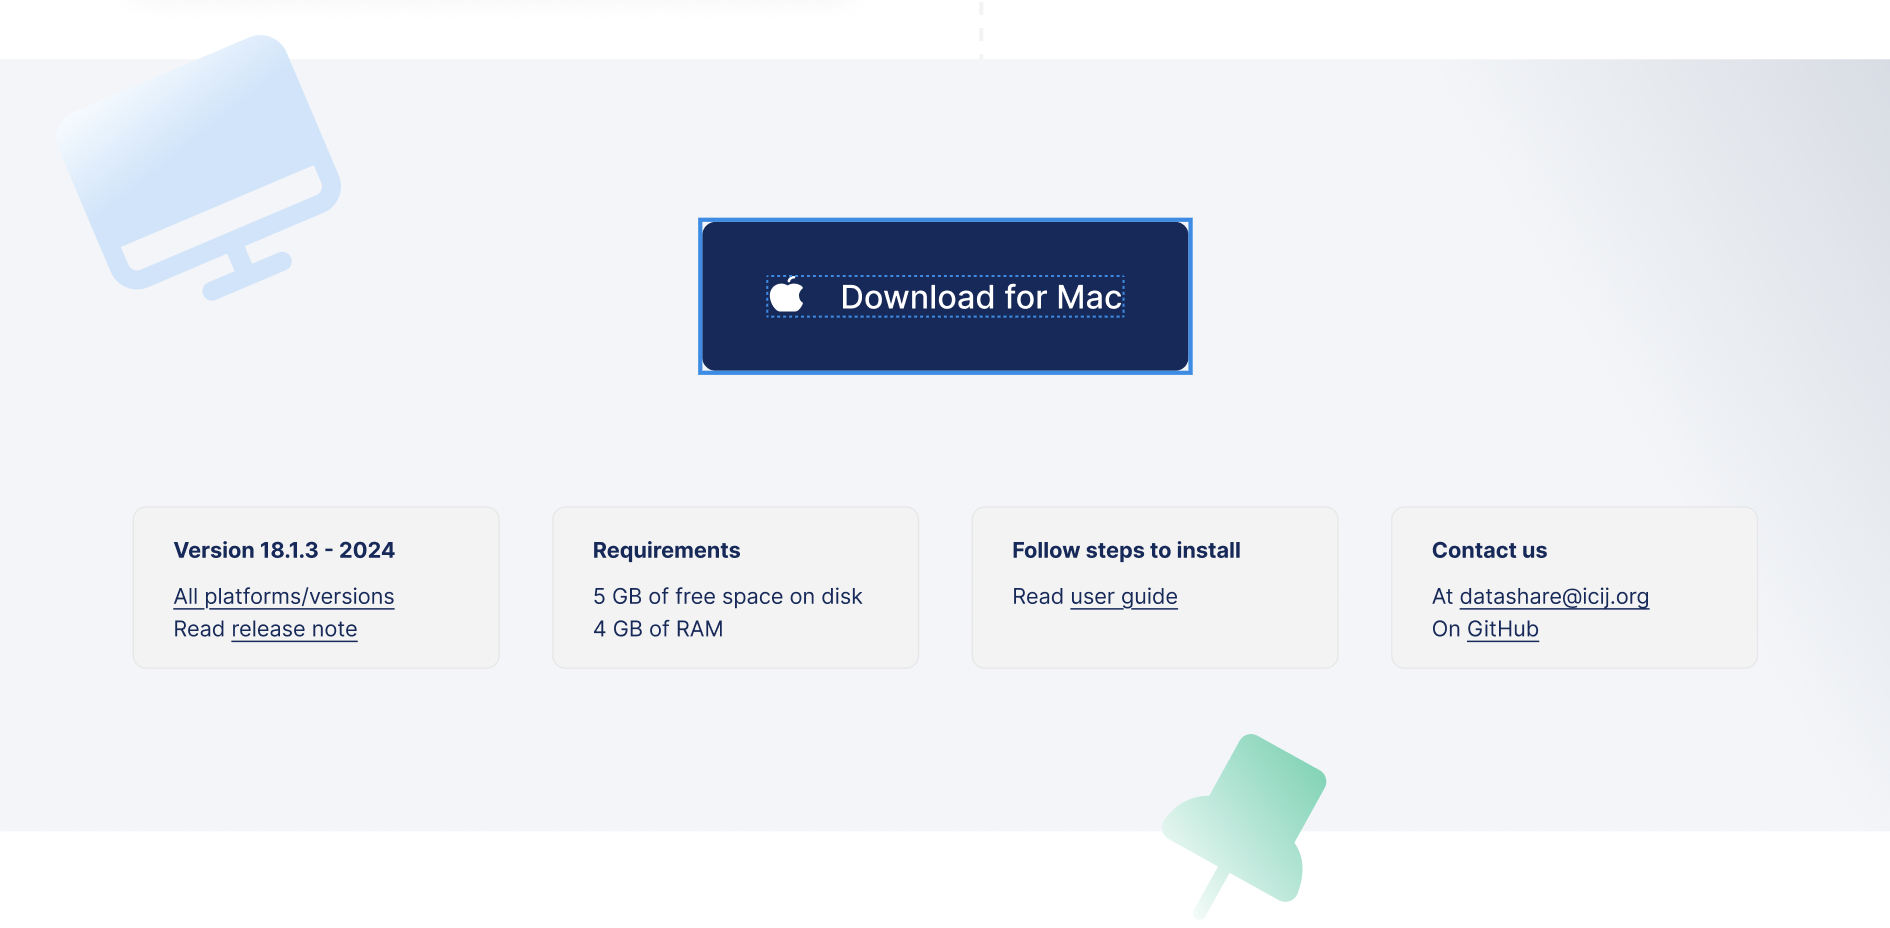 Download for Mac
Version 18.1.3 - 2024
All platforms/versions
Read release note
Requirements
5 GB of free space on disk
4 GB of RAM
Follow steps to install
Read user guide
Contact us
At datashare@icij.org
On GitHub